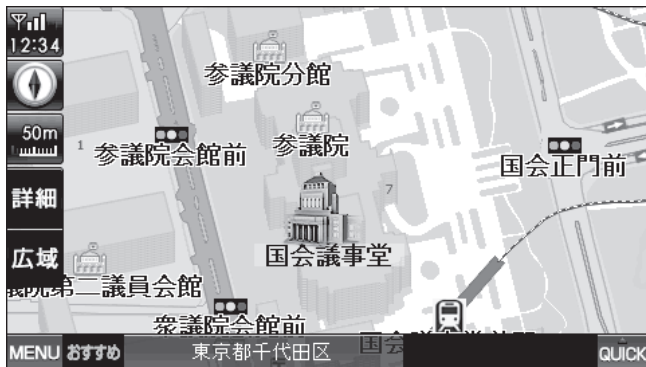 12:34
50m
詳細
広域
参議院分館
参議院
参議院会館前
1
国会正門前
7
国会議事堂
第二議員会館
衆議院会館前
MENU おすすめ 東京都千代田区 QUICK